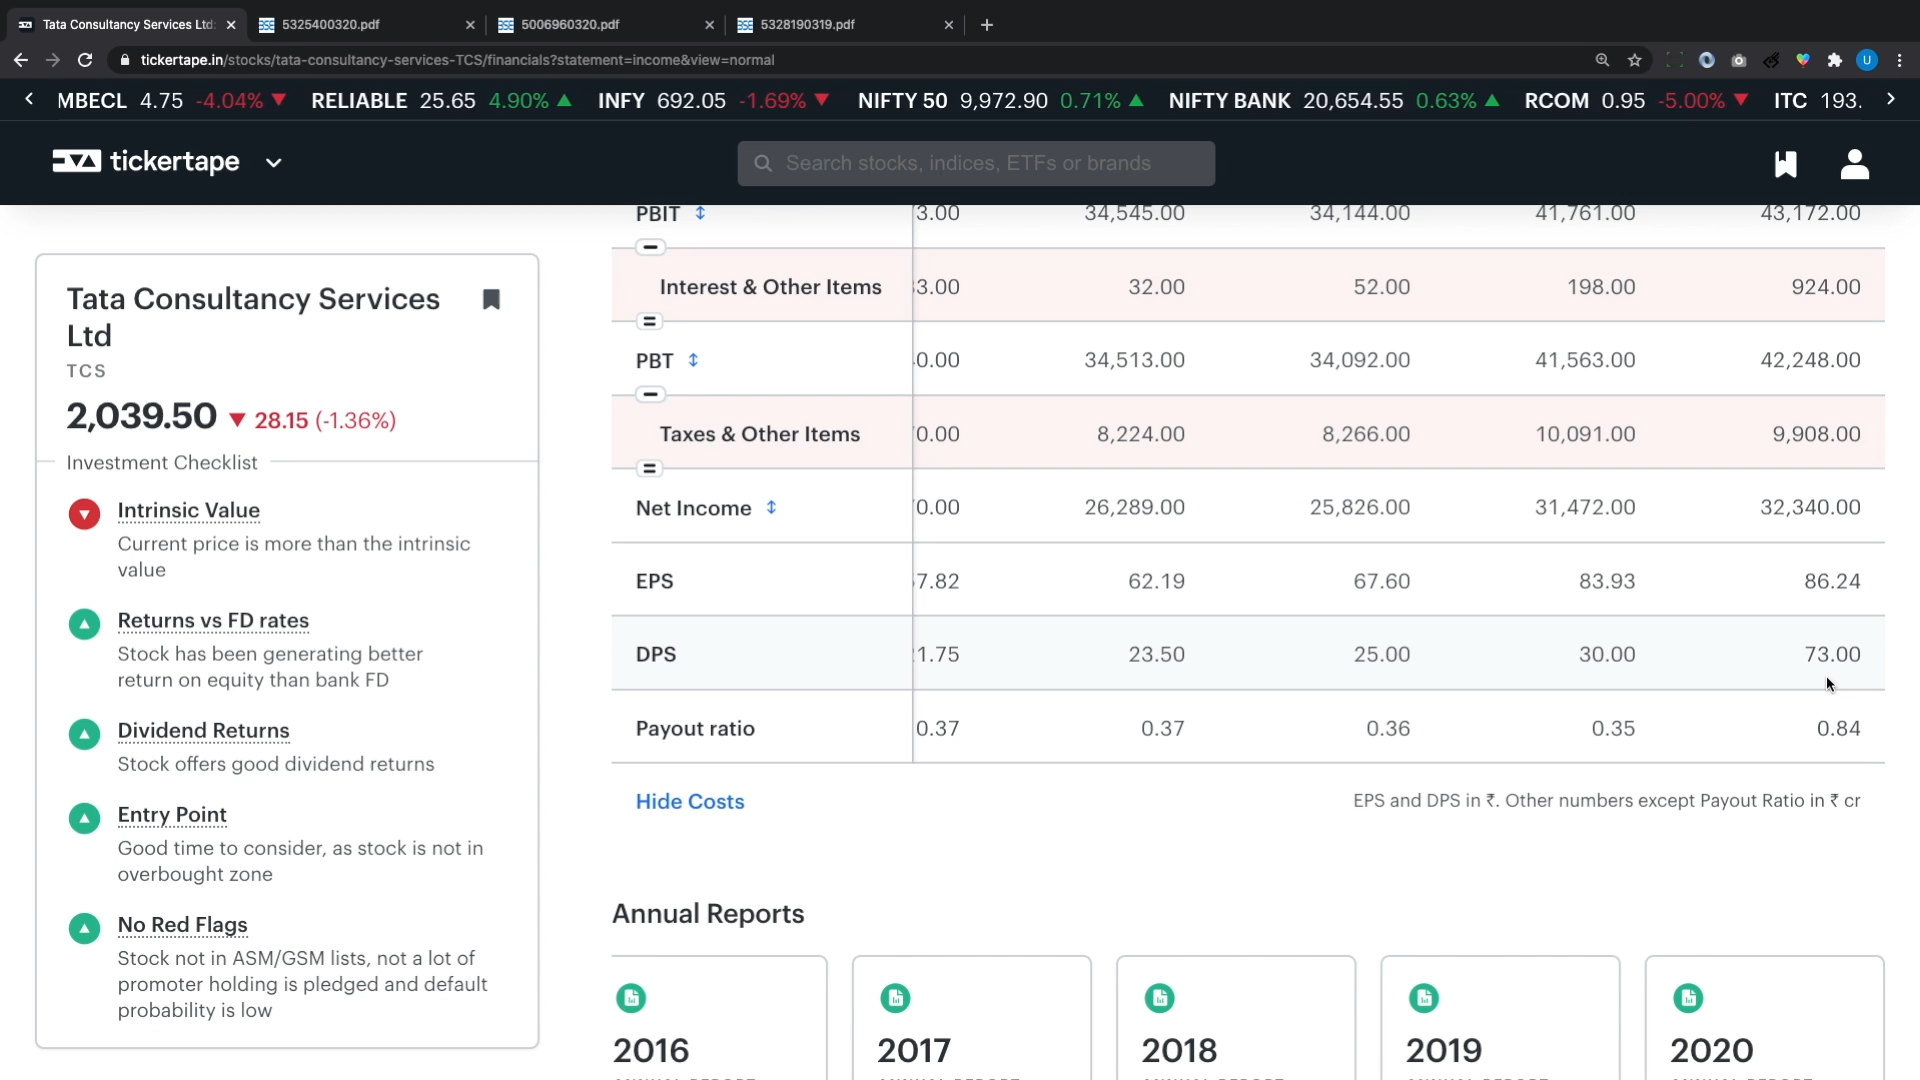 Tata Consultancy Services Ltd
5325400320.pdf
5006960320.pdf
5328190319.pdf
tickertape.in/stocks/tata-consultancy-services-TCS/financials?statement=income&view=normal
U
MBECL 4.75 -4.04% ▼ RELIABLE 25.65 4.90% ▲ INFY 692.05 -1.69% ▼ NIFTY 50 9,972.90 0.71% ▲ NIFTY BANK 20,654.55 0.63% ▲ RCOM 0.95 -5.00% ▼ ITC 193.
tickertape
Search stocks, indices, ETFs or brands
Tata Consultancy Services
Ltd
TCS
2,039.50 ▼ 28.15 (-1.36%)
Investment Checklist
Intrinsic Value
Current price is more than the intrinsic
value
Returns vs FD rates
Stock has been generating better
return on equity than bank FD
Dividend Returns
Stock offers good dividend returns
Entry Point
Good time to consider, as stock is not in
overbought zone
No Red Flags
Stock not in ASM/GSM lists, not a lot of
promoter holding is pledged and default
probability is low
PBIT 3.00 34,545.00 34,144.00 41,761.00 43,172.00
Interest & Other Items 3.00 32.00 52.00 198.00 924.00
PBT 0.00 34,513.00 34,092.00 41,563.00 42,248.00
Taxes & Other Items 0.00 8,224.00 8,266.00 10,091.00 9,908.00
Net Income 0.00 26,289.00 25,826.00 31,472.00 32,340.00
EPS 7.82 62.19 67.60 83.93 86.24
DPS 1.75 23.50 25.00 30.00 73.00
Payout ratio 0.37 0.37 0.36 0.35 0.84
Hide Costs
EPS and DPS in ₹. Other numbers except Payout Ratio in ₹ cr
Annual Reports
2016
2017
2018
2019
2020